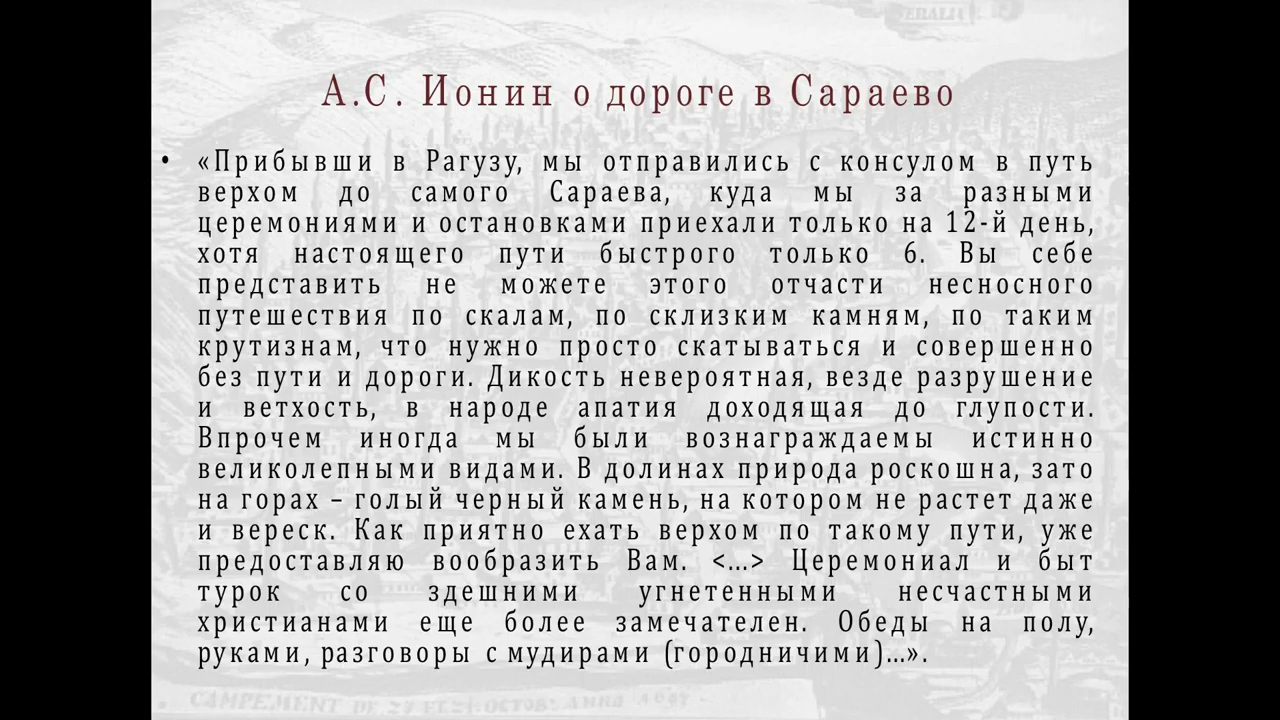 А.С. Ионин о дороге в Сараево
• «Прибывши в Рагузу, мы отправились с консулом в путь
верхом до самого Сараева, куда мы за разными
церемониями и остановками приехали только на 12-й день,
хотя настоящего пути быстрого только 6. Вы себе
представить не можете этого отчасти несносного
путешествия по скалам, по склизким камням, по таким
крутизнам, что нужно просто скатываться и совершенно
без пути и дороги. Дикость невероятная, везде разрушение
и ветхость, в народе апатия доходящая до глупости.
Впрочем иногда мы были вознаграждаемы истинно
великолепными видами. В долинах природа роскошна, зато
на горах – голый черный камень, на котором не растет даже
и вереск. Как приятно ехать верхом по такому пути, уже
предоставляю вообразить Вам. <...> Церемониал и быт
турок со здешними угнетенными несчастными
христианами еще более замечателен. Обеды на полу,
руками, разговоры с мудирами (городничими)...».
CAMPEMENT DE 27 ET 24. OCTOB: